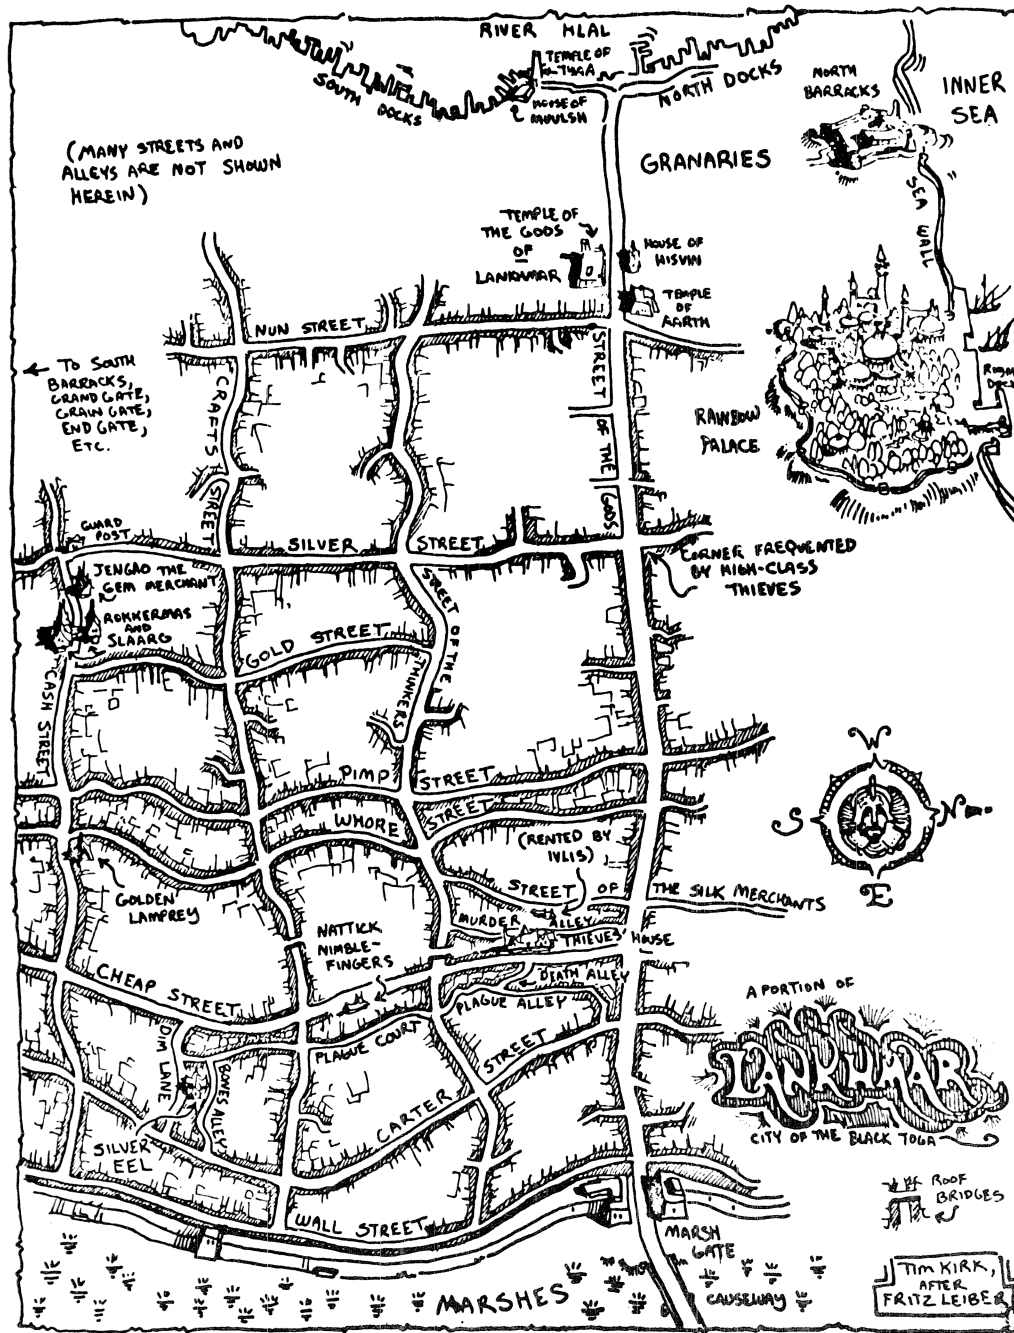 RIVER HLAL
TEMPLE OF
TYGA
SOUTH DOCKS
HOUSE OF
MUULSH
NORTH DOCKS
NORTH
BARRACKS
INNER
SEA
(MANY STREETS AND
ALLEYS ARE NOT SHOWN
HEREIN)
GRANARIES
SEA WALL
TEMPLE OF
THE GODS
OF
LANKHMAR
HOUSE OF
HISVIN
TEMPLE
OF
AARTH
NUN STREET
← TO SOUTH
BARRACKS,
GRAND GATE,
GRAIN GATE,
END GATE,
ETC.
CRAFTS STREET
STREET OF THE GODS
RAINBOW
PALACE
GUARD
POST
SILVER STREET
JENGAO THE
GEM MERCHANT
CORNER FREQUENTED
BY HIGH-CLASS
THIEVES
ROKKERMAS
AND
SLAARG
GOLD STREET
STREET OF THE THINKERS
CASH STREET
PIMP STREET
WHORE STREET
W
S
N
E
(RENTED BY
IVLIS)
GOLDEN
LAMPREY
STREET OF THE SILK MERCHANTS
MURDER ALLEY
THIEVES' HOUSE
NATTICK
NIMBLE-
FINGERS
CHEAP STREET
DEATH ALLEY
PLAGUE ALLEY
A PORTION OF
LANKHMAR
CITY OF THE BLACK TOGA
DIM LANE
BONES ALLEY
PLAGUE COURT
CARTER STREET
SILVER
EEL
ROOF
BRIDGES
WALL STREET
MARSH
GATE
MARSHES
CAUSEWAY
TIM KIRK,
AFTER
FRITZ LEIBER